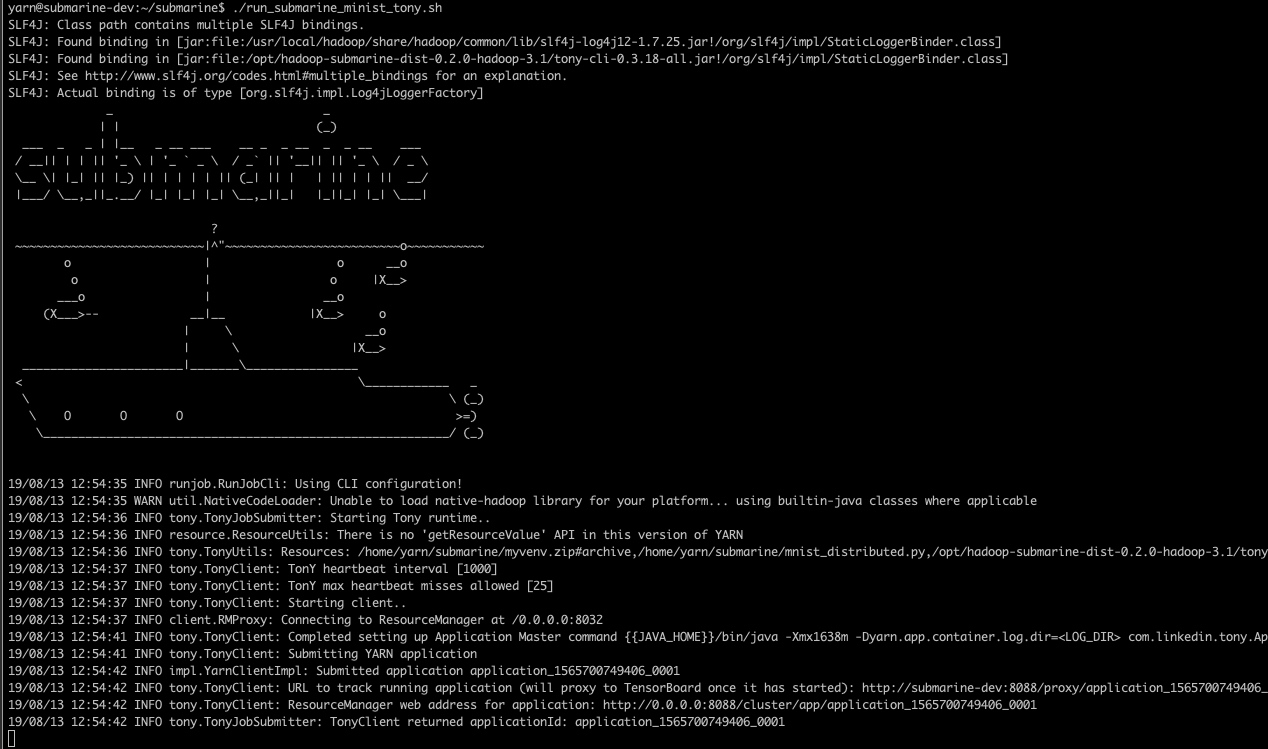 yarn@submarine-dev:~/submarine$ ./run_submarine_minist_tony.sh
SLF4J: Class path contains multiple SLF4J bindings.
SLF4J: Found binding in [jar:file:/usr/local/hadoop/share/hadoop/common/lib/slf4j-log4j12-1.7.25.jar!/org/slf4j/impl/StaticLoggerBinder.class]
SLF4J: Found binding in [jar:file:/opt/hadoop-submarine-dist-0.2.0-hadoop-3.1/tony-cli-0.3.18-all.jar!/org/slf4j/impl/StaticLoggerBinder.class]
SLF4J: See http://www.slf4j.org/codes.html#multiple_bindings for an explanation.
SLF4J: Actual binding is of type [org.slf4j.impl.Log4jLoggerFactory]
submarine
19/08/13 12:54:35 INFO runjob.RunJobCli: Using CLI configuration!
19/08/13 12:54:35 WARN util.NativeCodeLoader: Unable to load native-hadoop library for your platform... using builtin-java classes where applicable
19/08/13 12:54:36 INFO tony.TonyJobSubmitter: Starting Tony runtime..
19/08/13 12:54:36 INFO resource.ResourceUtils: There is no 'getResourceValue' API in this version of YARN
19/08/13 12:54:36 INFO tony.TonyUtils: Resources: /home/yarn/submarine/myvenv.zip#archive,/home/yarn/submarine/mnist_distributed.py,/opt/hadoop-submarine-dist-0.2.0-hadoop-3.1/tony
19/08/13 12:54:37 INFO tony.TonyClient: TonY heartbeat interval [1000]
19/08/13 12:54:37 INFO tony.TonyClient: TonY max heartbeat misses allowed [25]
19/08/13 12:54:37 INFO tony.TonyClient: Starting client..
19/08/13 12:54:37 INFO client.RMProxy: Connecting to ResourceManager at /0.0.0.0:8032
19/08/13 12:54:41 INFO tony.TonyClient: Completed setting up Application Master command {{JAVA_HOME}}/bin/java -Xmx1638m -Dyarn.app.container.log.dir=<LOG_DIR> com.linkedin.tony.Ap
19/08/13 12:54:41 INFO tony.TonyClient: Submitting YARN application
19/08/13 12:54:42 INFO impl.YarnClientImpl: Submitted application application_1565700749406_0001
19/08/13 12:54:42 INFO tony.TonyClient: URL to track running application (will proxy to TensorBoard once it has started): http://submarine-dev:8088/proxy/application_1565700749406_
19/08/13 12:54:42 INFO tony.TonyClient: ResourceManager web address for application: http://0.0.0.0:8088/cluster/app/application_1565700749406_0001
19/08/13 12:54:42 INFO tony.TonyJobSubmitter: TonyClient returned applicationId: application_1565700749406_0001